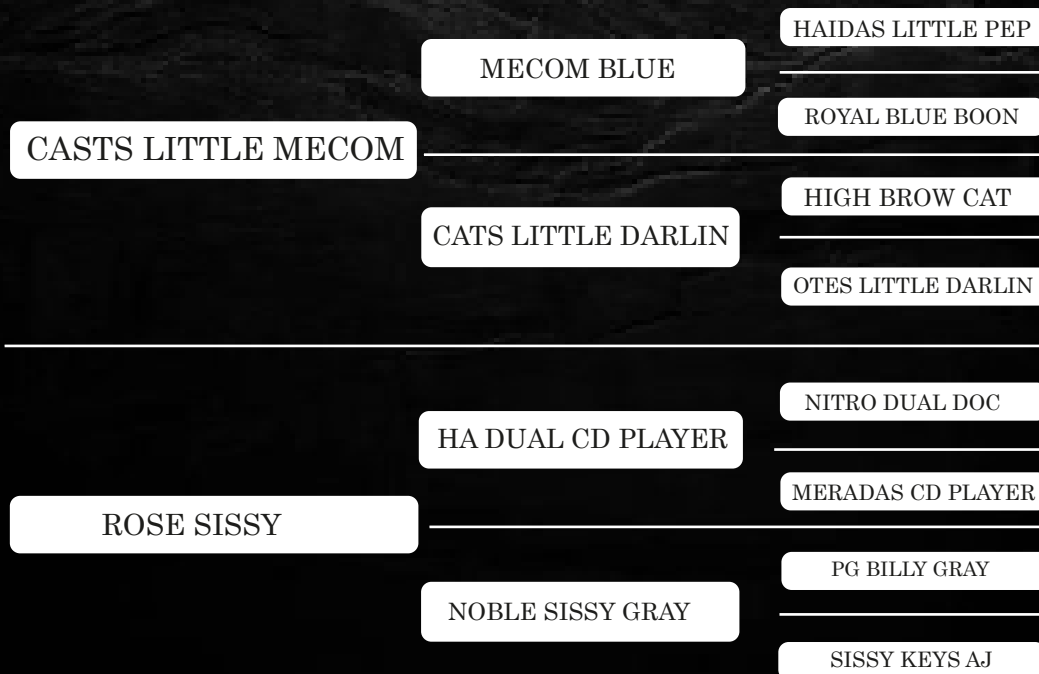 HAIDAS LITTLE PEP
MECOM BLUE
ROYAL BLUE BOON
CASTS LITTLE MECOM
HIGH BROW CAT
CATS LITTLE DARLIN
OTES LITTLE DARLIN
NITRO DUAL DOC
HA DUAL CD PLAYER
MERADAS CD PLAYER
ROSE SISSY
PG BILLY GRAY
NOBLE SISSY GRAY
SISSY KEYS AJ